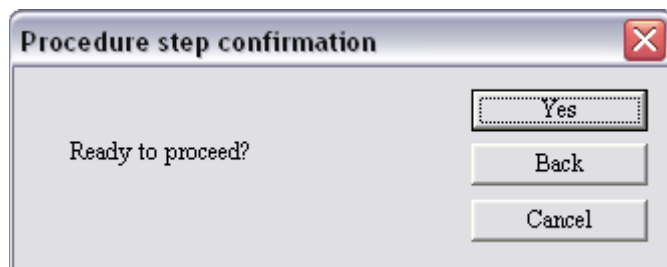 Procedure step confirmation
Yes
Ready to proceed?
Back
Cancel